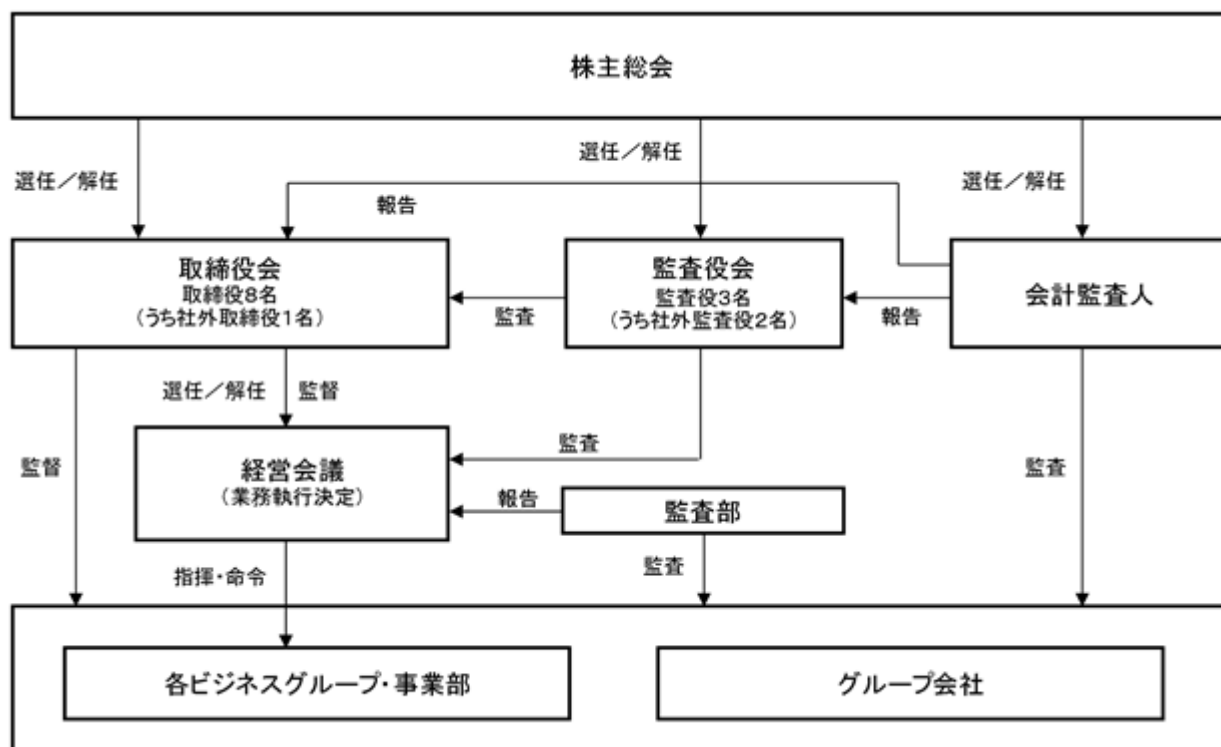 株主総会
選任／解任
選任／解任
選任／解任
報告
取締役会
取締役8名
（うち社外取締役1名）
監査
監査役会
監査役3名
（うち社外監査役2名）
報告
会計監査人
選任／解任
監督
監督
監査
監査
経営会議
（業務執行決定）
報告
監査部
指揮・命令
監査
各ビジネスグループ・事業部
グループ会社